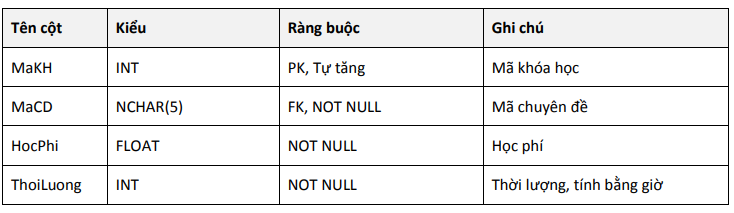 Tên cột Kiểu Ràng buộc Ghi chú
MaKH INT PK, Tự tăng Mã khóa học
MaCD NCHAR(5) FK, NOT NULL Mã chuyên đề
HocPhi FLOAT NOT NULL Học phí
ThoiLuong INT NOT NULL Thời lượng, tính bằng giờ